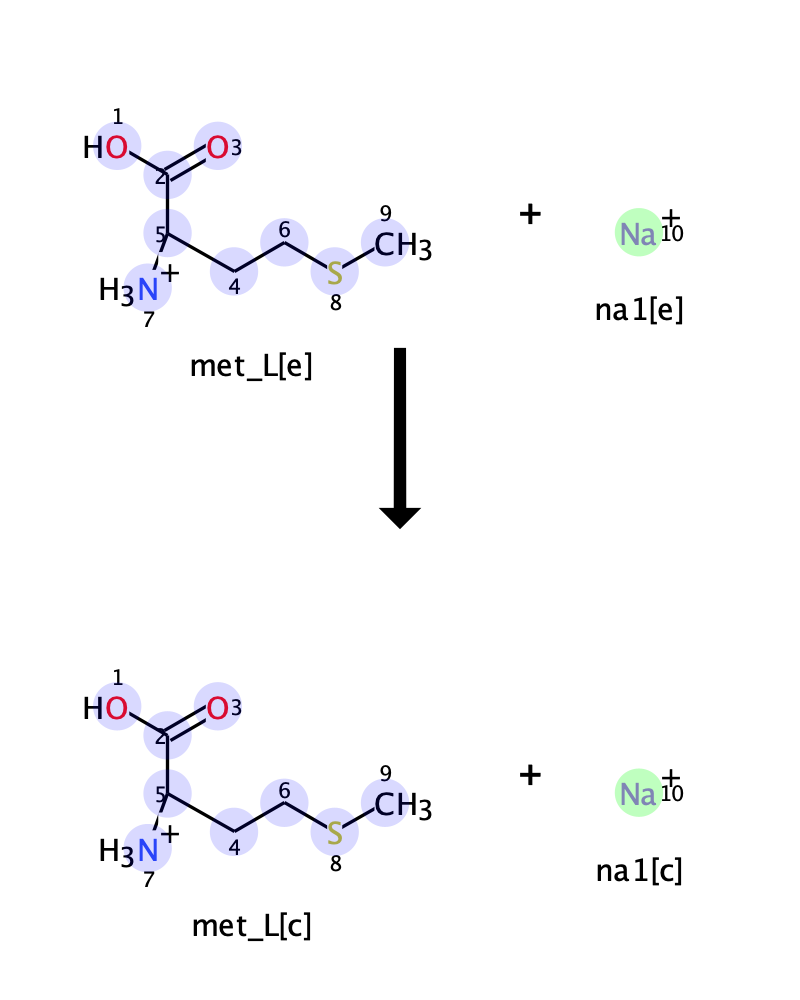 1
HO
O3
2
9
5
6
CH3
+
Na+
10
H3N+
4
S
7
8
na1[e]
met_L[e]
1
HO
O3
2
9
5
6
CH3
+
Na+
10
H3N+
4
S
7
8
na1[c]
met_L[c]